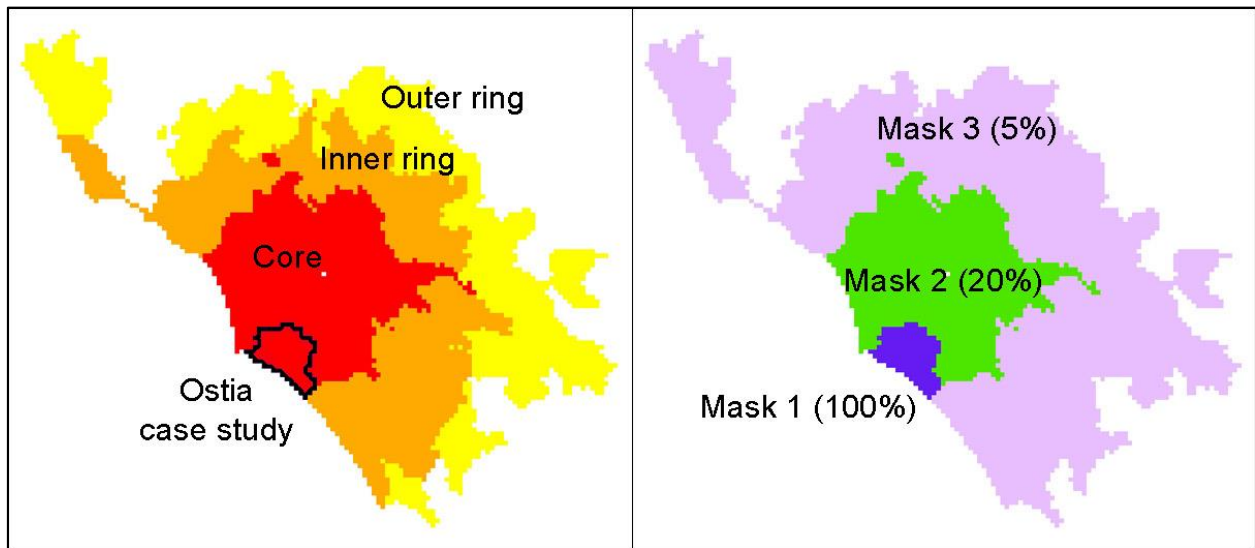 Outer ring
Inner ring
Core
Ostia
case study
Mask 3 (5%)
Mask 2 (20%)
Mask 1 (100%)